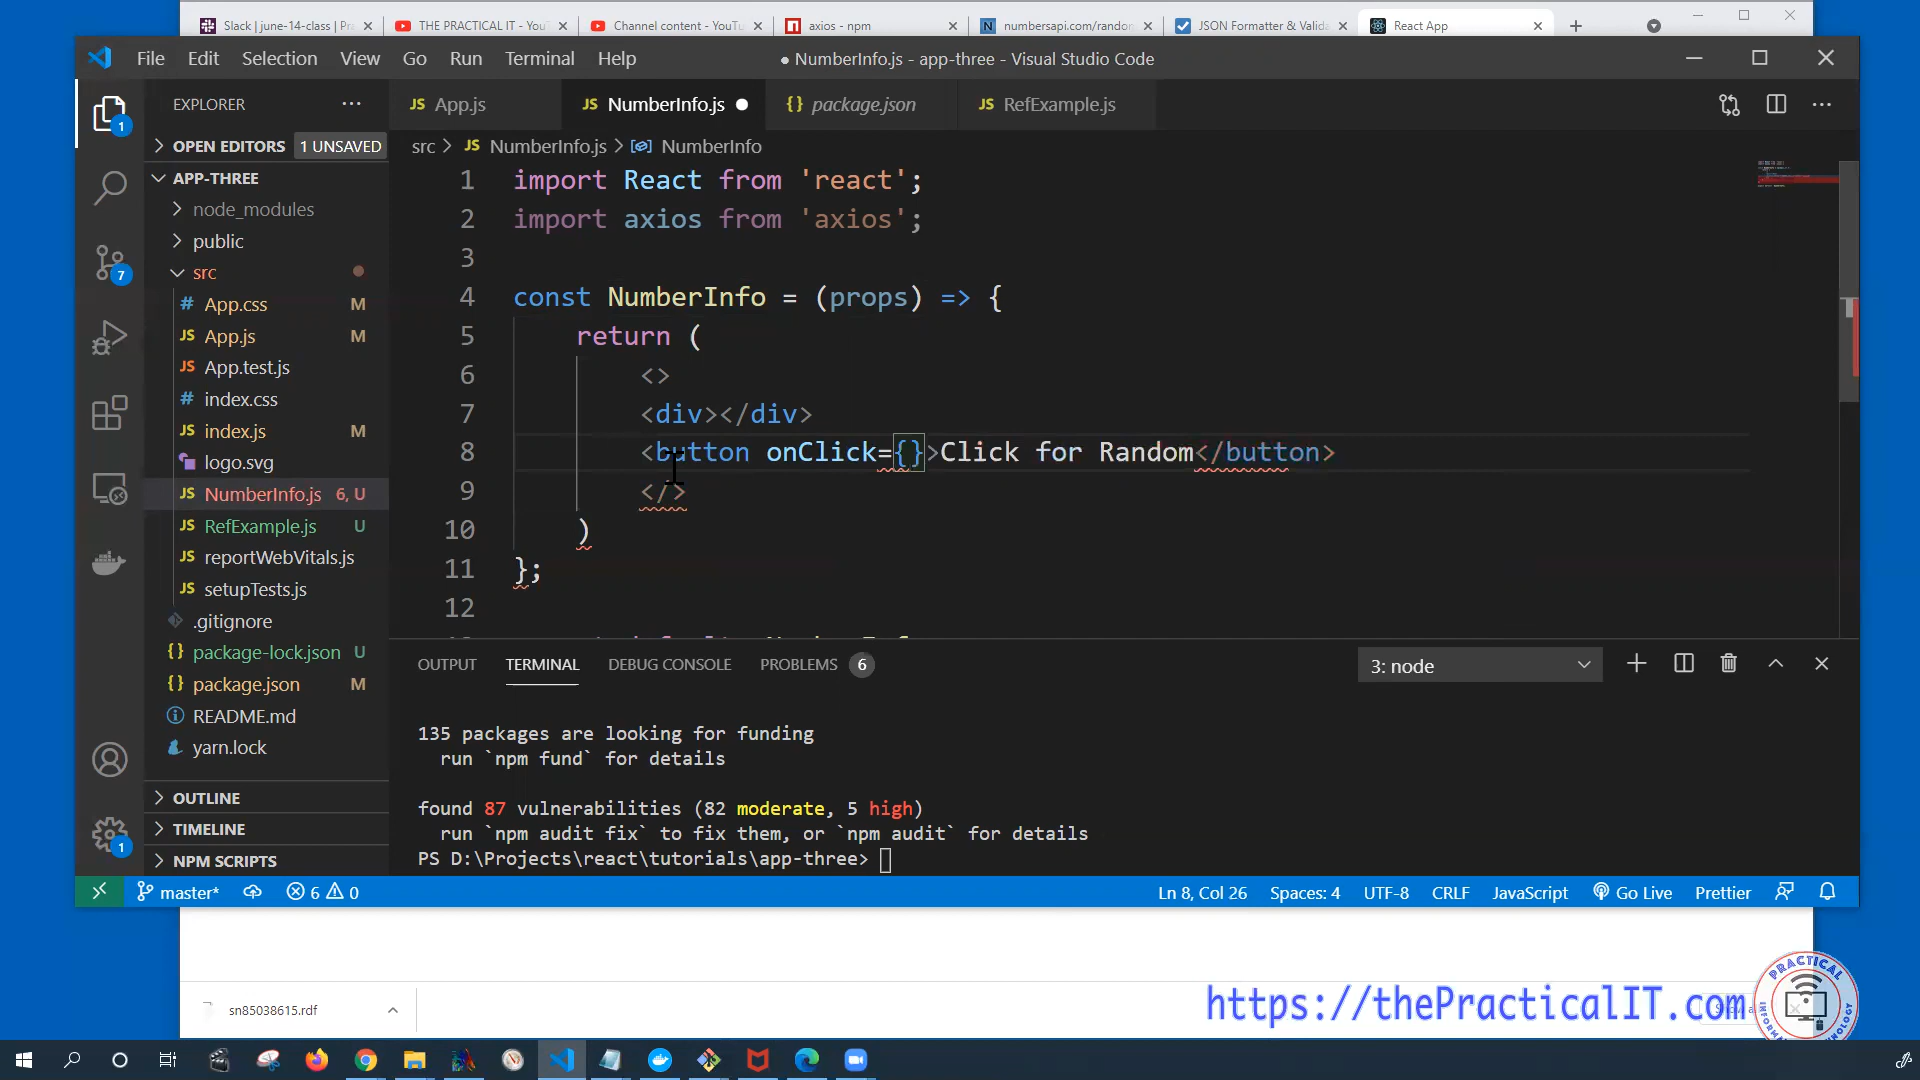 Slack | june-14-class | Pr
THE PRACTICAL IT - YouT
Channel content - YouTu
axios - npm
numbersapi.com/randor
JSON Formatter & Valida
React App
File Edit Selection View Go Run Terminal Help
● NumberInfo.js - app-three - Visual Studio Code
EXPLORER
JS App.js
JS NumberInfo.js
{} package.json
JS RefExample.js
OPEN EDITORS 1 UNSAVED
src > JS NumberInfo.js > NumberInfo
APP-THREE
node_modules
public
src
# App.css M
JS App.js M
JS App.test.js
# index.css
JS index.js M
logo.svg
JS NumberInfo.js 6, U
JS RefExample.js U
JS reportWebVitals.js
JS setupTests.js
.gitignore
{} package-lock.json U
{} package.json M
README.md
yarn.lock
OUTLINE
TIMELINE
NPM SCRIPTS
1
7
1
1 import React from 'react';
2 import axios from 'axios';
3
4 const NumberInfo = (props) => {
5 return (
6 <>
7 <div></div>
8 <button onClick={}>Click for Random</button>
9 </>
10 )
11 };
12
OUTPUT TERMINAL DEBUG CONSOLE PROBLEMS 6
3: node
135 packages are looking for funding
run `npm fund` for details
found 87 vulnerabilities (82 moderate, 5 high)
run `npm audit fix` to fix them, or `npm audit` for details
PS D:\Projects\react\tutorials\app-three>
master* 6 0
Ln 8, Col 26 Spaces: 4 UTF-8 CRLF JavaScript Go Live Prettier
sn85038615.rdf
https://thePracticalIT.com
PRACTICAL
INFORMATION TECHNOLOGY